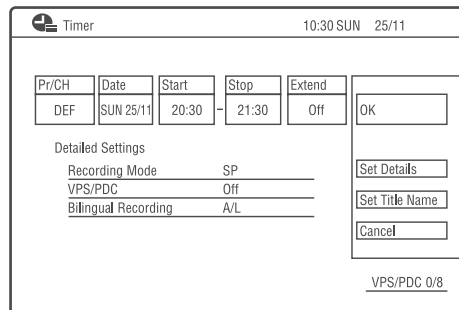 Timer 10:30 SUN 25/11
Pr/CH Date Start Stop Extend
DEF SUN 25/11 20:30 – 21:30 Off OK
Detailed Settings
Recording Mode SP
VPS/PDC Off
Bilingual Recording A/L
Set Details
Set Title Name
Cancel
VPS/PDC 0/8